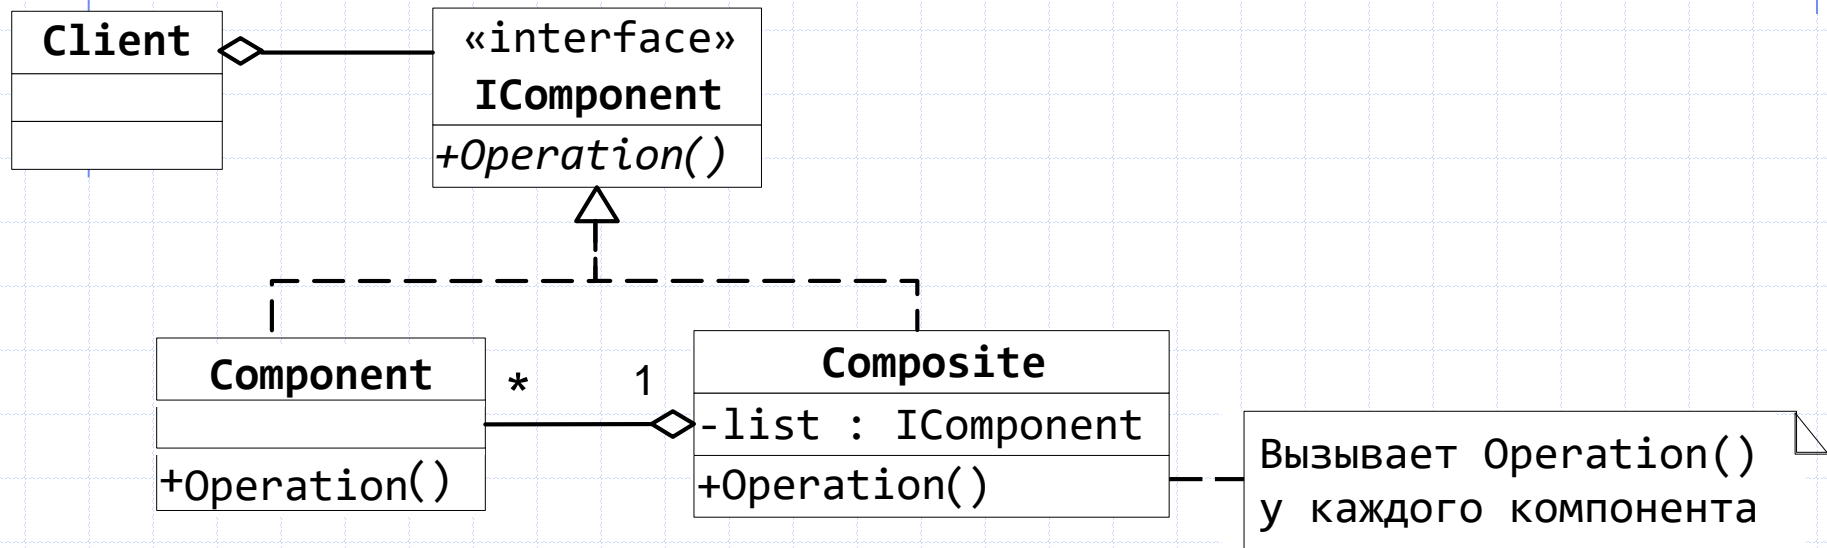 Client
«interface»
IComponent
+Operation()
Component
+Operation()
* 1
Composite
-list : IComponent
+Operation()
Вызывает Operation()
у каждого компонента